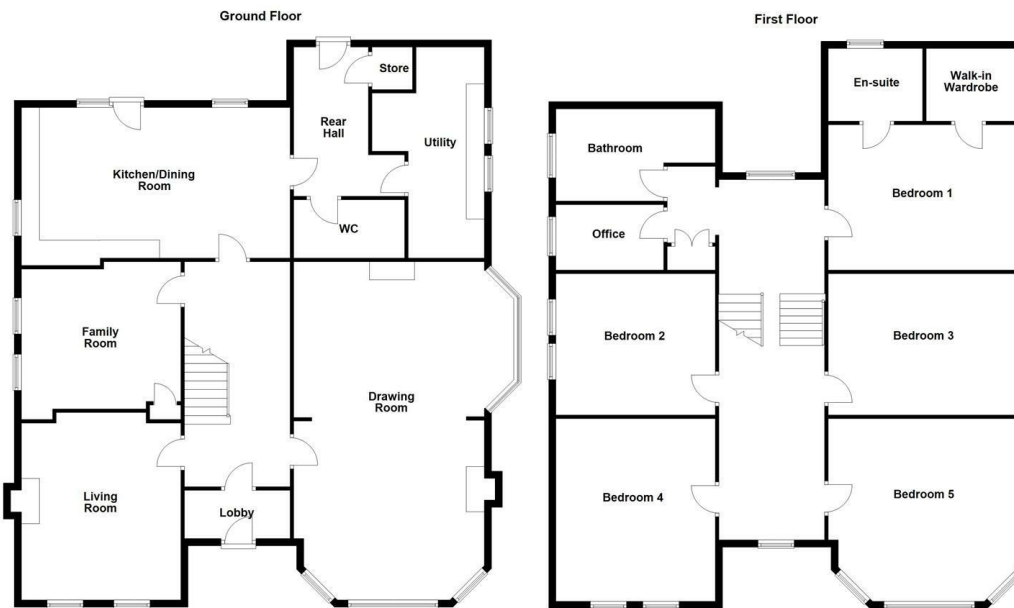 Ground Floor
Store
Rear
Hall
Utility
Kitchen/Dining
Room
WC
Family
Room
Drawing
Room
Living
Room
Lobby
First Floor
En-suite
Walk-in
Wardrobe
Bathroom
Bedroom 1
Office
Bedroom 2
Bedroom 3
Bedroom 4
Bedroom 5